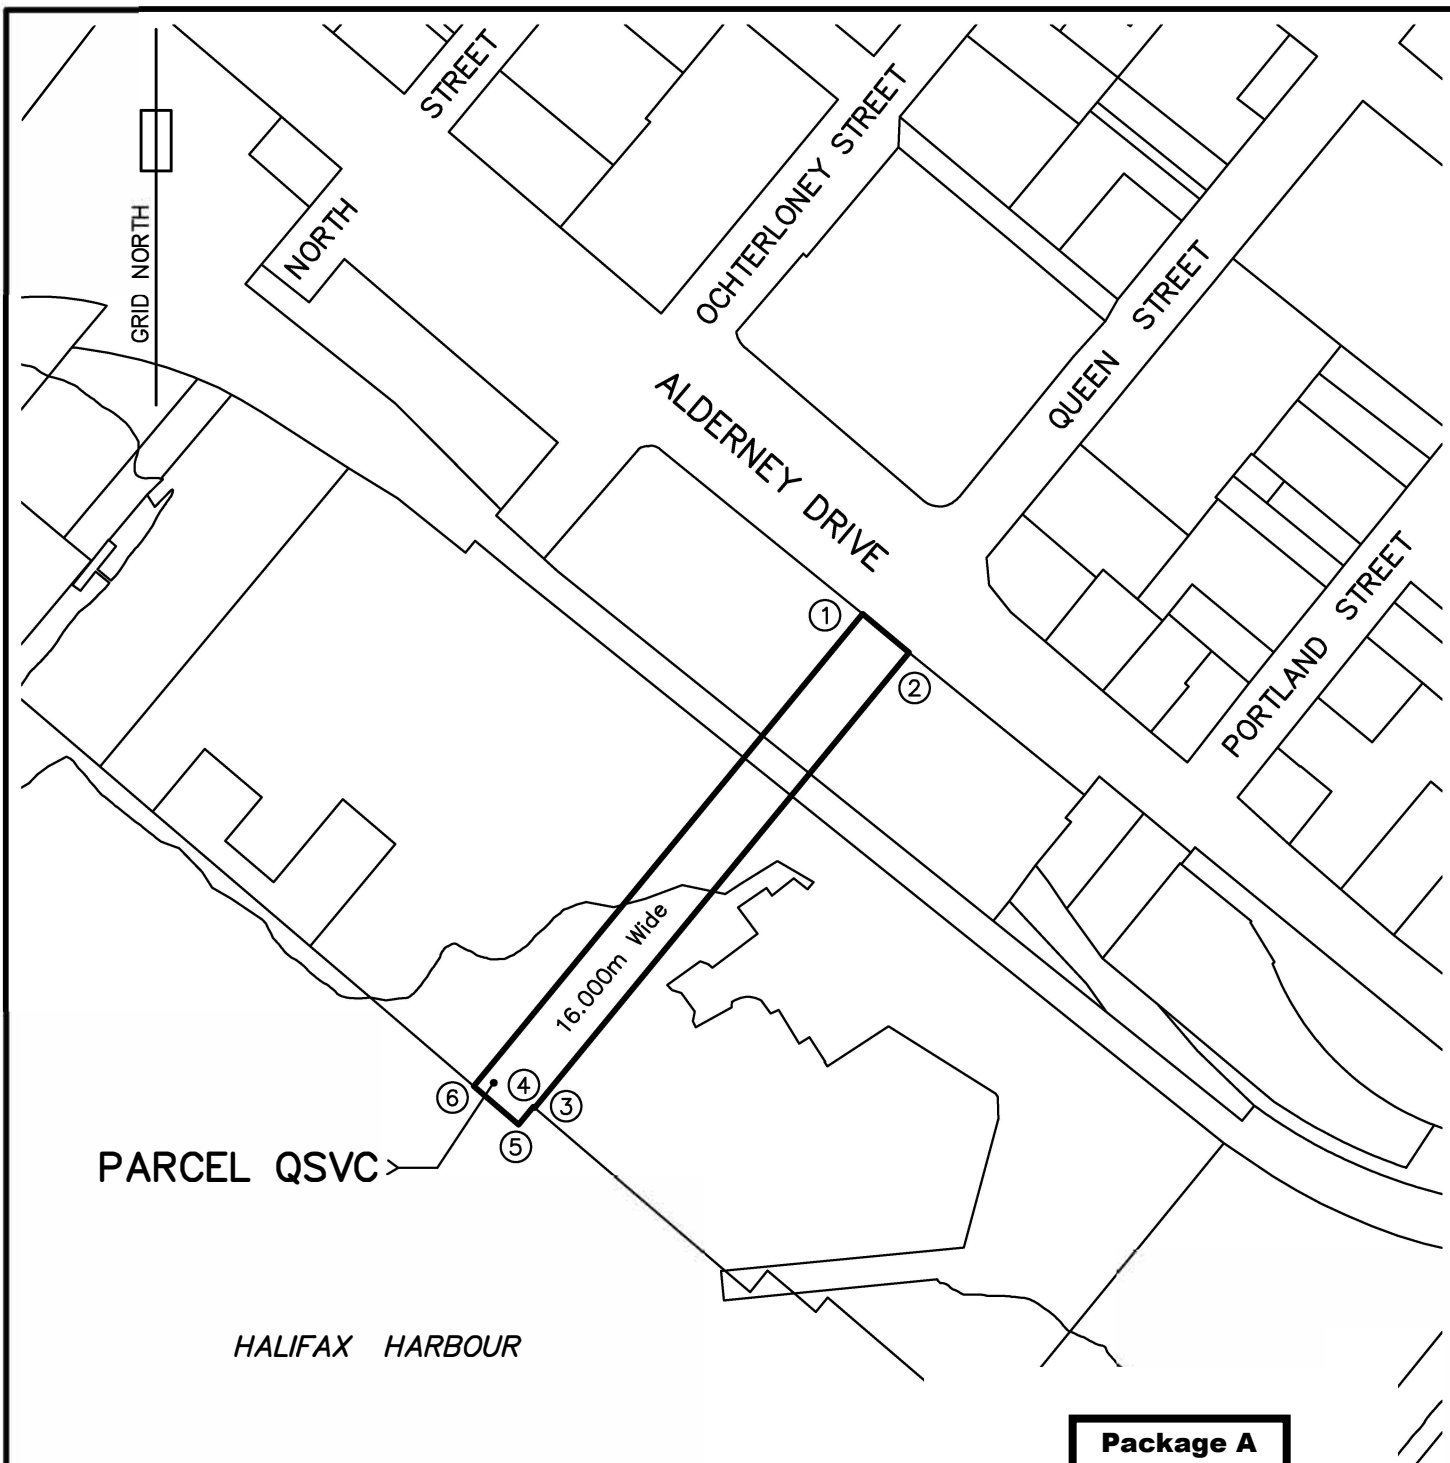 NORTH STREET
OCHTERLONEY STREET
QUEEN STREET
GRID NORTH
ALDERNEY DRIVE
PORTLAND STREET
1
2
16.000m Wide
4
6
3
5
PARCEL QSVC
HALIFAX HARBOUR
Package A